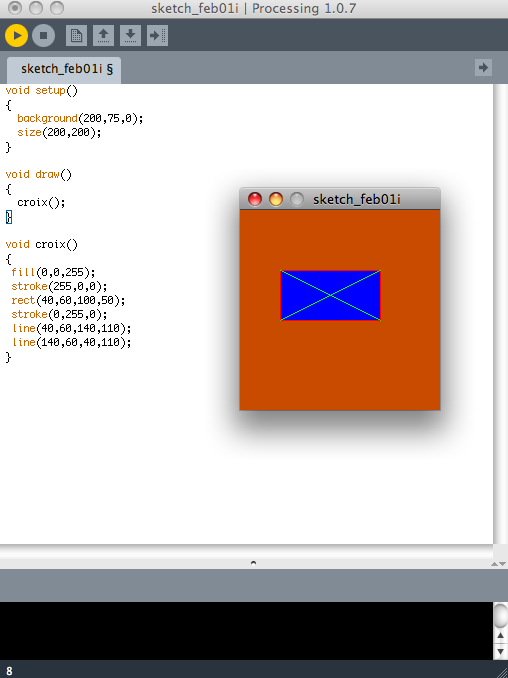 sketch_feb01i | Processing 1.0.7
sketch_feb01i §
void setup()
{
  background(200,75,0);
  size(200,200);
}

void draw()
{
  croix();
}

void croix()
{
 fill(0,0,255);
 stroke(255,0,0);
 rect(40,60,100,50);
 stroke(0,255,0);
 line(40,60,140,110);
 line(140,60,40,110);
}
sketch_feb01i
8